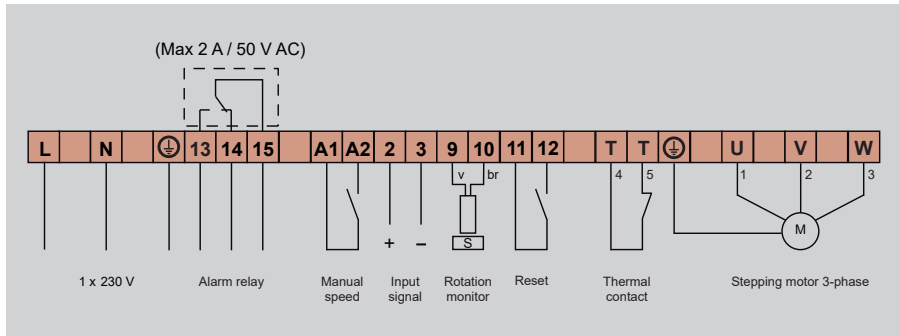 (Max 2 A / 50 V AC)
L N 13 14 15 A1 A2 2 3 9 10 11 12 T T U V W
v br 4 5 1 2 3
M
+ – S
1 x 230 V Alarm relay Manual speed Input signal Rotation monitor Reset Thermal contact Stepping motor 3-phase